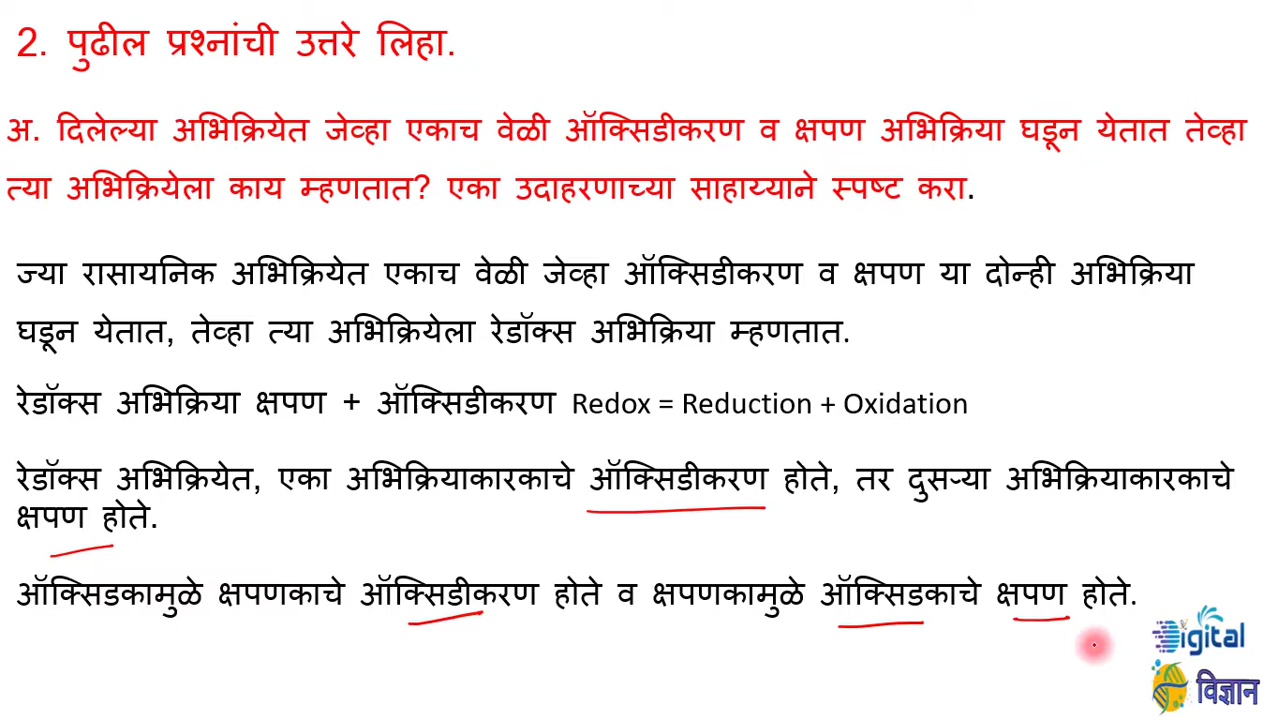 2. पुढील प्रश्नांची उत्तरे लिहा.
अ. दिलेल्या अभिक्रियेत जेव्हा एकाच वेळी ऑक्सिडीकरण व क्षपण अभिक्रिया घडून येतात तेव्हा
त्या अभिक्रियेला काय म्हणतात? एका उदाहरणाच्या साहाय्याने स्पष्ट करा.
ज्या रासायनिक अभिक्रियेत एकाच वेळी जेव्हा ऑक्सिडीकरण व क्षपण या दोन्ही अभिक्रिया
घडून येतात, तेव्हा त्या अभिक्रियेला रेडॉक्स अभिक्रिया म्हणतात.
रेडॉक्स अभिक्रिया क्षपण + ऑक्सिडीकरण Redox = Reduction + Oxidation
रेडॉक्स अभिक्रियेत, एका अभिक्रियाकारकाचे ऑक्सिडीकरण होते, तर दुसऱ्या अभिक्रियाकारकाचे
क्षपण होते.
ऑक्सिडकामुळे क्षपणकाचे ऑक्सिडीकरण होते व क्षपणकामुळे ऑक्सिडकाचे क्षपण होते.
Digital
विज्ञान